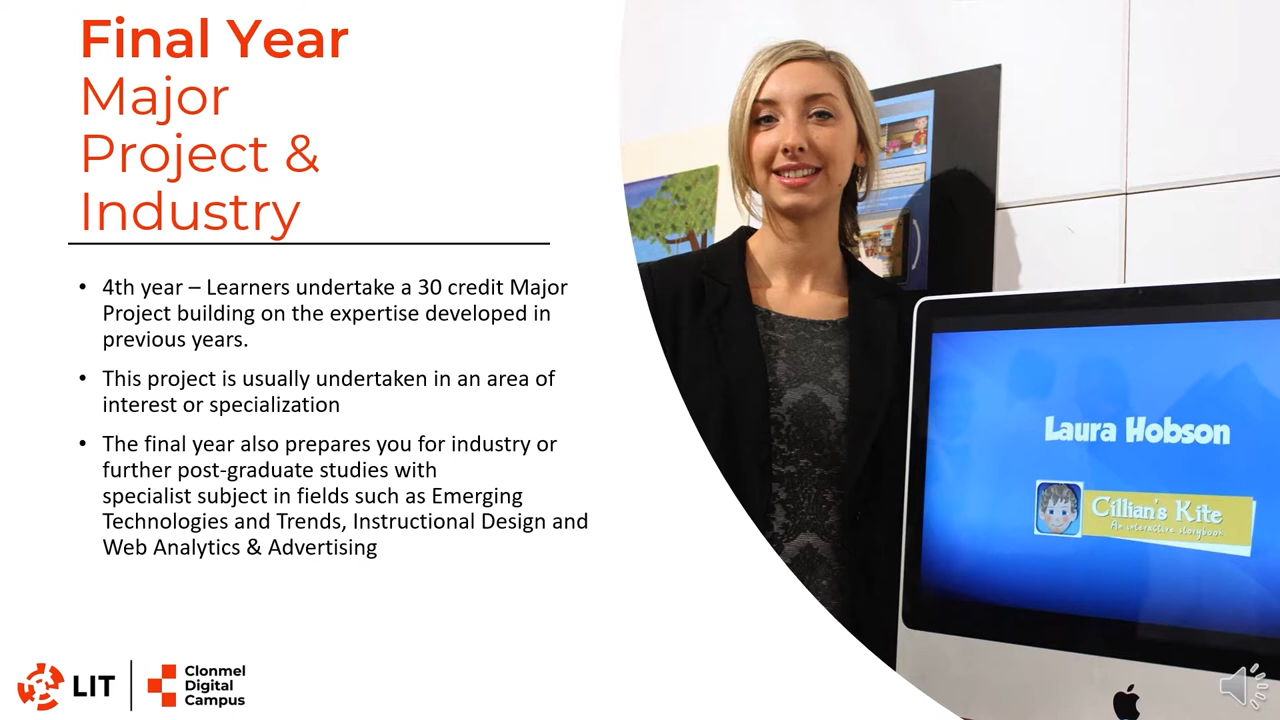 Final Year
Major
Project &
Industry
• 4th year – Learners undertake a 30 credit Major
Project building on the expertise developed in
previous years.
• This project is usually undertaken in an area of
interest or specialization
• The final year also prepares you for industry or
further post-graduate studies with
specialist subject in fields such as Emerging
Technologies and Trends, Instructional Design and
Web Analytics & Advertising
Laura Hobson
Cillian's Kite
An interactive storybook
LIT
Clonmel
Digital
Campus